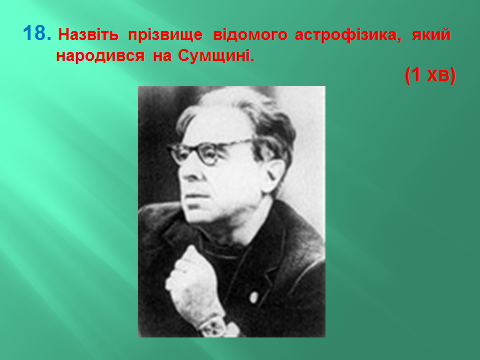 18. Назвіть прізвище відомого астрофізика, який
народився на Сумщині.
(1 хв)